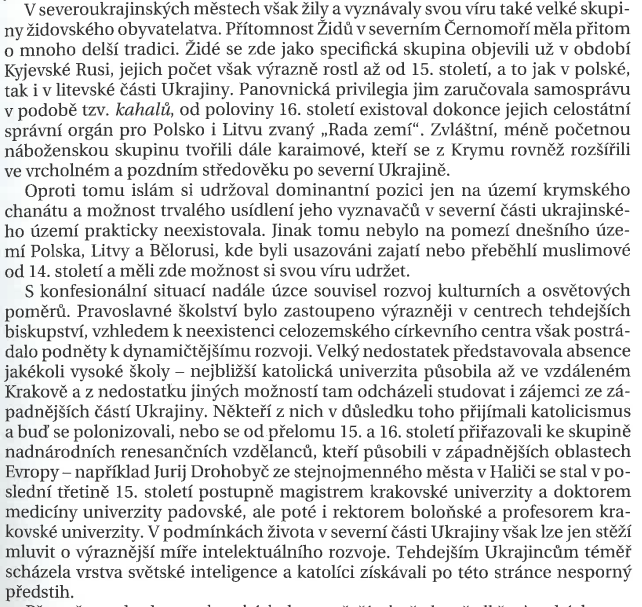 V severoukrajinských městech však žily a vyznávaly svou víru také velké skupi-
ny židovského obyvatelatva. Přítomnost Židů v severním Černomoří měla přitom
o mnoho delší tradici. Židé se zde jako specifická skupina objevili už v období
Kyjevské Rusi, jejich počet však výrazně rostl až od 15. století, a to jak v polské,
tak i v litevské části Ukrajiny. Panovnická privilegia jim zaručovala samosprávu
v podobě tzv. kahalů, od poloviny 16. století existoval dokonce jejich celostátní
správní orgán pro Polsko i Litvu zvaný „Rada zemí“. Zvláštní, méně početnou
náboženskou skupinu tvořili dále karaimové, kteří se z Krymu rovněž rozšířili
ve vrcholném a pozdním středověku po severní Ukrajině.
Oproti tomu islám si udržoval dominantní pozici jen na území krymského
chanátu a možnost trvalého usídlení jeho vyznavačů v severní části ukrajinské-
ho území prakticky neexistovala. Jinak tomu nebylo na pomezí dnešního úze-
mí Polska, Litvy a Bělorusi, kde byli usazováni zajatí nebo přeběhlí muslimové
od 14. století a měli zde možnost si svou víru udržet.
S konfesionální situací nadále úzce souvisel rozvoj kulturních a osvětových
poměrů. Pravoslavné školství bylo zastoupeno výrazněji v centrech tehdejších
biskupství, vzhledem k neexistenci celozemského církevního centra však postrá-
dalo podněty k dynamičtějšímu rozvoji. Velký nedostatek představovala absence
jakékoli vysoké školy – nejbližší katolická univerzita působila až ve vzdáleném
Krakově a z nedostatku jiných možností tam odcházeli studovat i zájemci ze zá-
padnějších částí Ukrajiny. Někteří z nich v důsledku toho přijímali katolicismus
a buď se polonizovali, nebo se od přelomu 15. a 16. století přiřazovali ke skupině
nadnárodních renesančních vzdělanců, kteří působili v západnějších oblastech
Evropy – například Jurij Drohobyč ze stejnojmenného města v Haliči se stal v po-
slední třetině 15. století postupně magistrem krakovské univerzity a doktorem
medicíny univerzity padovské, ale poté i rektorem boloňské a profesorem kra-
kovské univerzity. V podmínkách života v severní části Ukrajiny však lze jen stěží
mluvit o výraznější míře intelektuálního rozvoje. Tehdejším Ukrajincům téměř
scházela vrstva světské inteligence a katolíci získávali po této stránce nesporný
předstih.